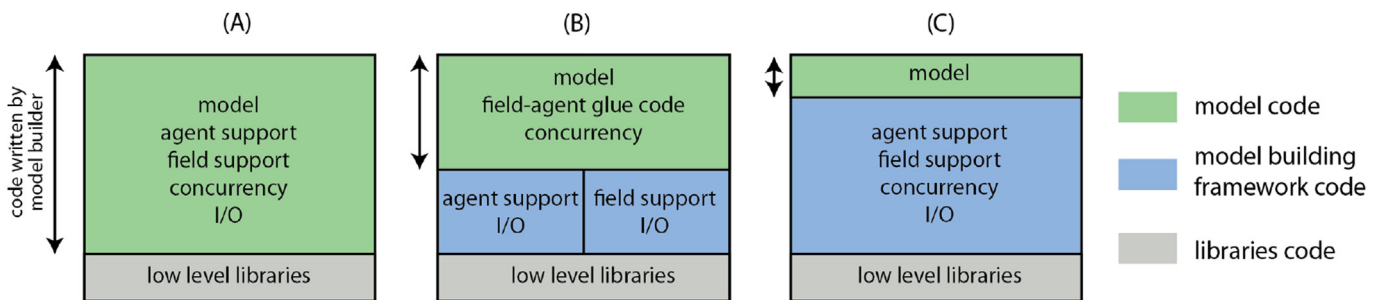 (A)
(B)
(C)
code written by
model builder
model
agent support
field support
concurrency
I/O
low level libraries
model
field-agent glue code
concurrency
agent support
I/O
field support
I/O
low level libraries
model
agent support
field support
concurrency
I/O
low level libraries
model code
model building
framework code
libraries code